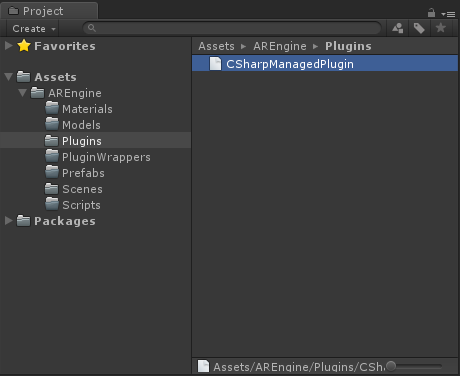 Project
Create
Favorites
Assets
AREngine
Materials
Models
Plugins
PluginWrappers
Prefabs
Scenes
Scripts
Packages
Assets ▸ AREngine ▸ Plugins
CSharpManagedPlugin
Assets/AREngine/Plugins/CSh